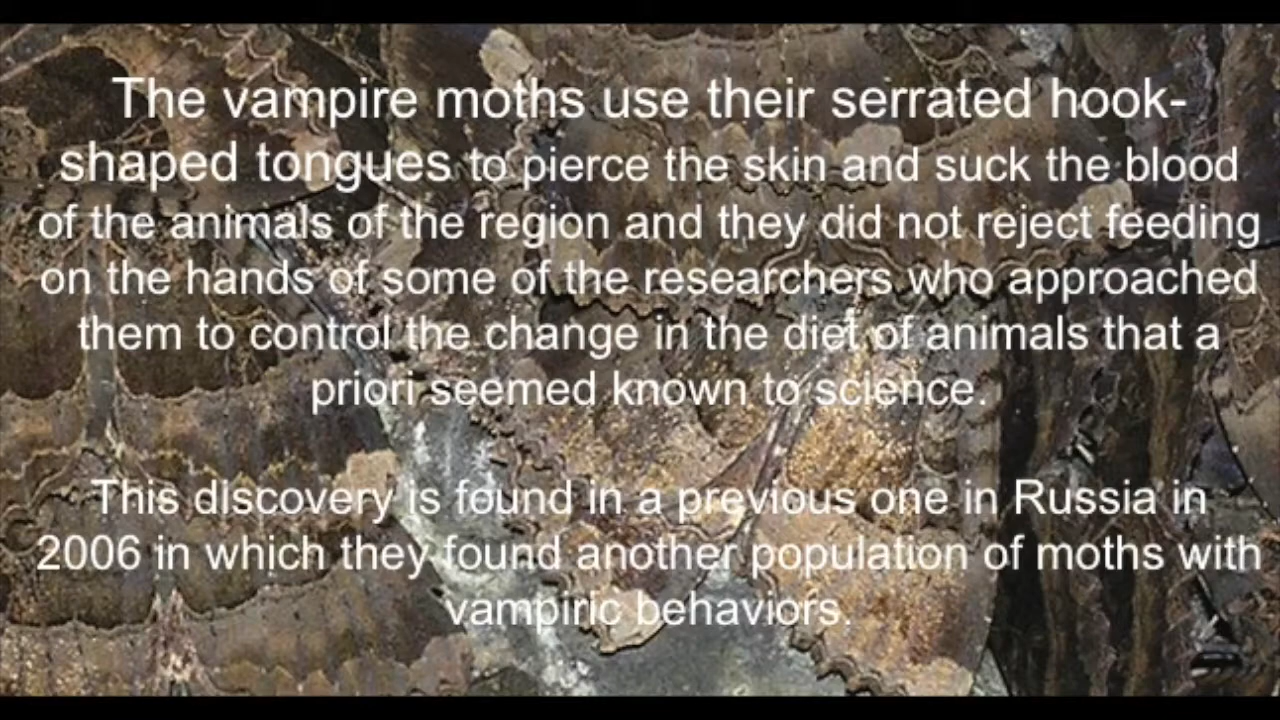 The vampire moths use their serrated hook-
shaped tongues to pierce the skin and suck the blood
of the animals of the region and they did not reject feeding
on the hands of some of the researchers who approached
them to control the change in the diet of animals that a
priori seemed known to science.
This discovery is found in a previous one in Russia in
2006 in which they found another population of moths with
vampiric behaviors.